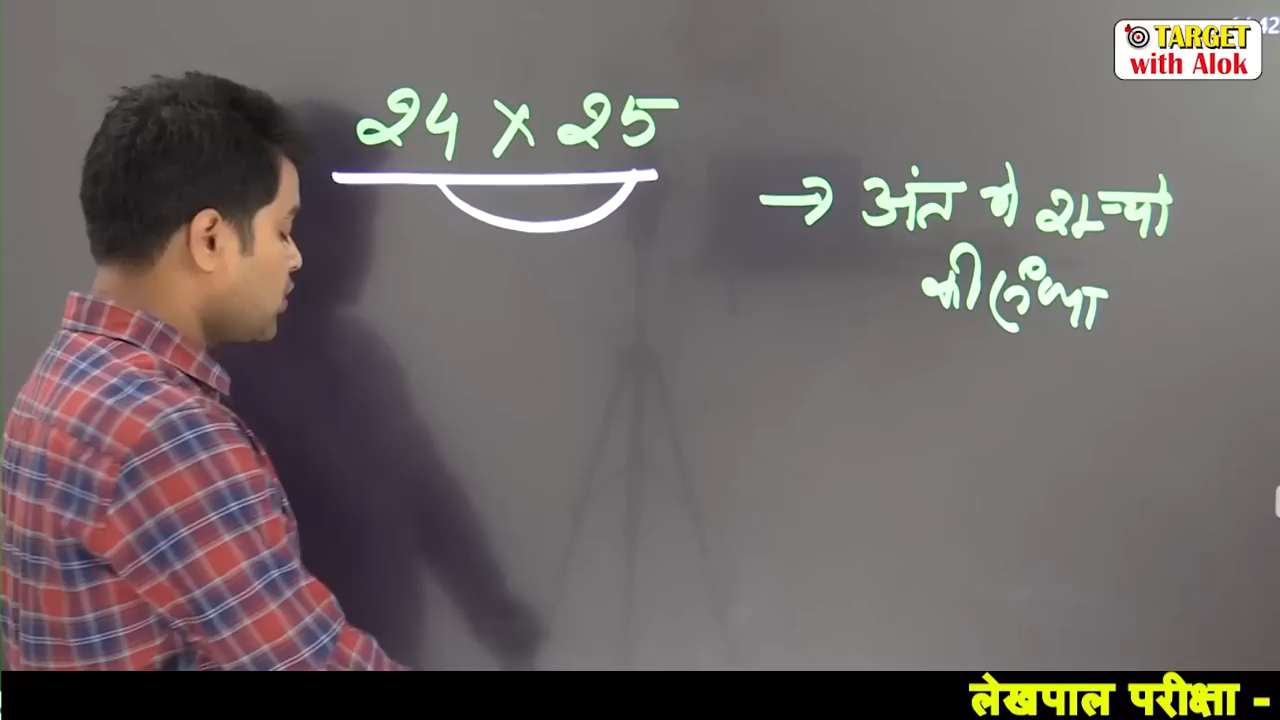 TARGET
with Alok
24 × 25
→ अंत में शून्यों
की संख्या
लेखपाल परीक्षा -